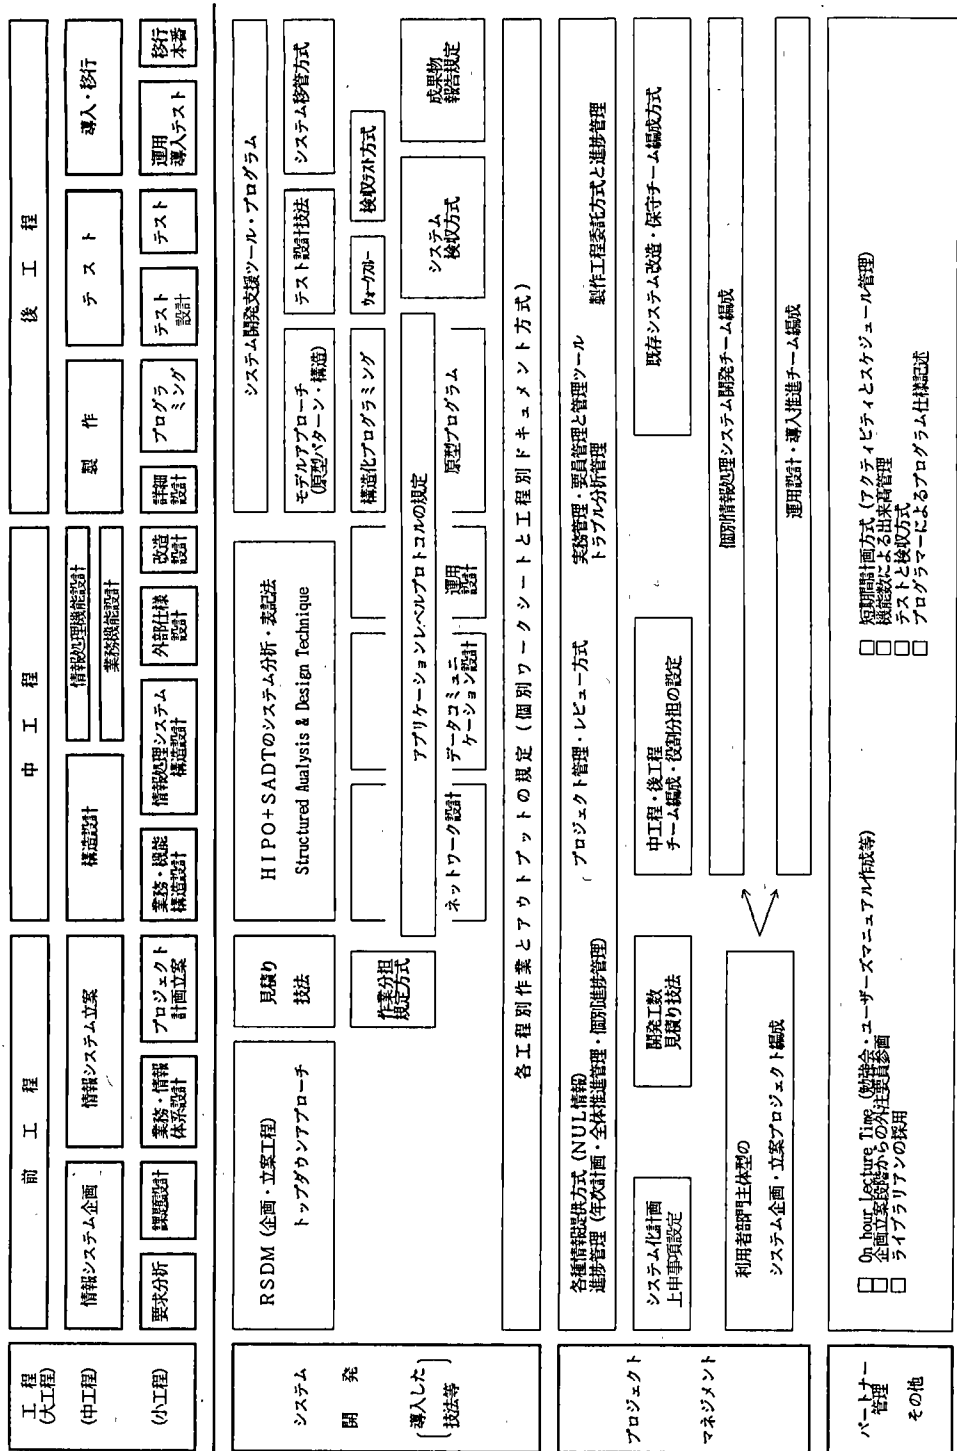 工程
(大工程)
前工程
中工程
後工程
(中工程)
情報システム企画
情報システム立案
構造設計
情報処理機能設計
業務機能設計
製作
テスト
導入・移行
(小工程)
要求分析
課題設計
業務・情報
体系設計
プロジェクト
計画立案
業務・機能
構造設計
情報処理システム
構造設計
外部仕様
設計
改造
設計
詳細
設計
プログラ
ミング
テスト
設計
テスト
運用
導入テスト
移行
本番
システム
開発
導入した
技法等
RSDM (企画・立案工程)
トップダウンアプローチ
見積り
技法
HIPO+SADTのシステム分析・表記法
Structured Aualysis & Design Technique
システム開発支援ツール・プログラム
モデルアプローチ
(原型パターン・構造)
テスト設計技法
システム移管方式
作業分担
規定方式
構造化プログラミング
ウォークスルー
検収テスト方式
アプリケーションレベルプロトコルの規定
ネットワーク設計
データコミュニ
ケーション設計
運用
設計
原型プログラム
システム
検収方式
成果物
報告規定
各工程別作業とアウトプットの規定 (個別ワークシートと工程別ドキュメント方式)
プロジェクト
マネジメント
各種情報提供方式 (NUL情報)
進捗管理 (年次計画・全体推進管理・個別進捗管理)
プロジェクト管理・レビュー方式
実務管理・要員管理と管理ツール
トラブル分析管理
製作工程委託方式と進捗管理
システム化計画
上申事項設定
開発工数
見積り技法
中工程・後工程
チーム編成・役割分担の設定
既存システム改造・保守チーム編成方式
利用者部門主体型の
システム企画・立案プロジェクト編成
個別情報処理システム開発チーム編成
運用設計・導入推進チーム編成
パートナー
管理
その他
□ On hour Lecture Time (勉強会・ユーザーズマニュアル作成等)
□ 企画立案段階からの外注要員参画
□ ライブラリアンの採用
□ 短期間計画方式 (アクティビティとスケジュール管理)
□ 機能数による出来高管理
□ テストと検収方式
□ プログラマーによるプログラム仕様記述